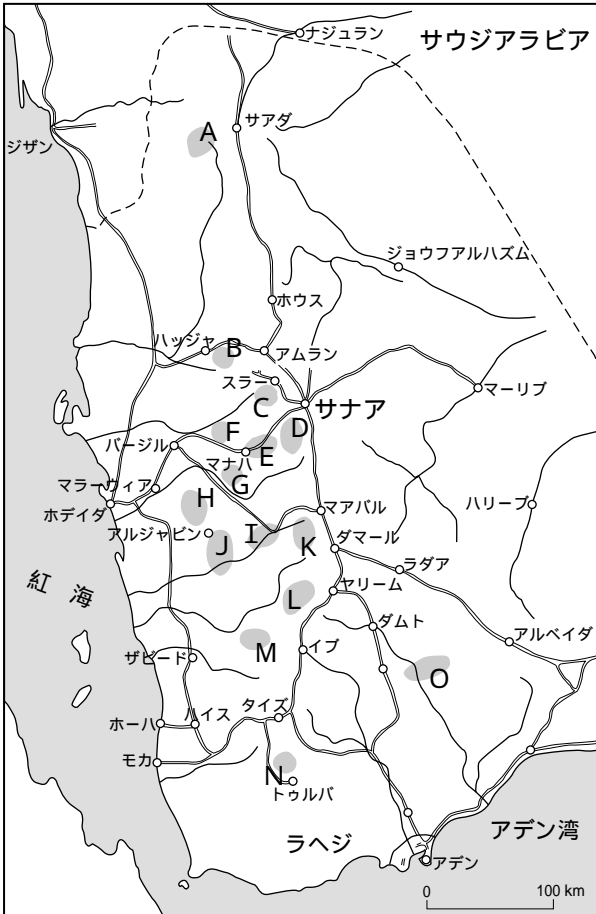 ナジュラン
サウジアラビア
ジザン
A
サアダ
ジョウフアルハズム
ホウス
ハッジャ
B
アムラン
スラー
マーリブ
C
サナア
D
F
バージル
E
マナハ
G
マラーウィア
H
ホデイダ
マアバル
ハリーブ
アルジャビン
I
J
K
ダマール
ラダア
紅海
L
ヤリーム
ダムト
アルベイダ
M
イブ
ザビード
O
タイズ
ホーハ
ハイス
モカ
N
トゥルバ
ラヘジ
アデン湾
アデン
0 100 km